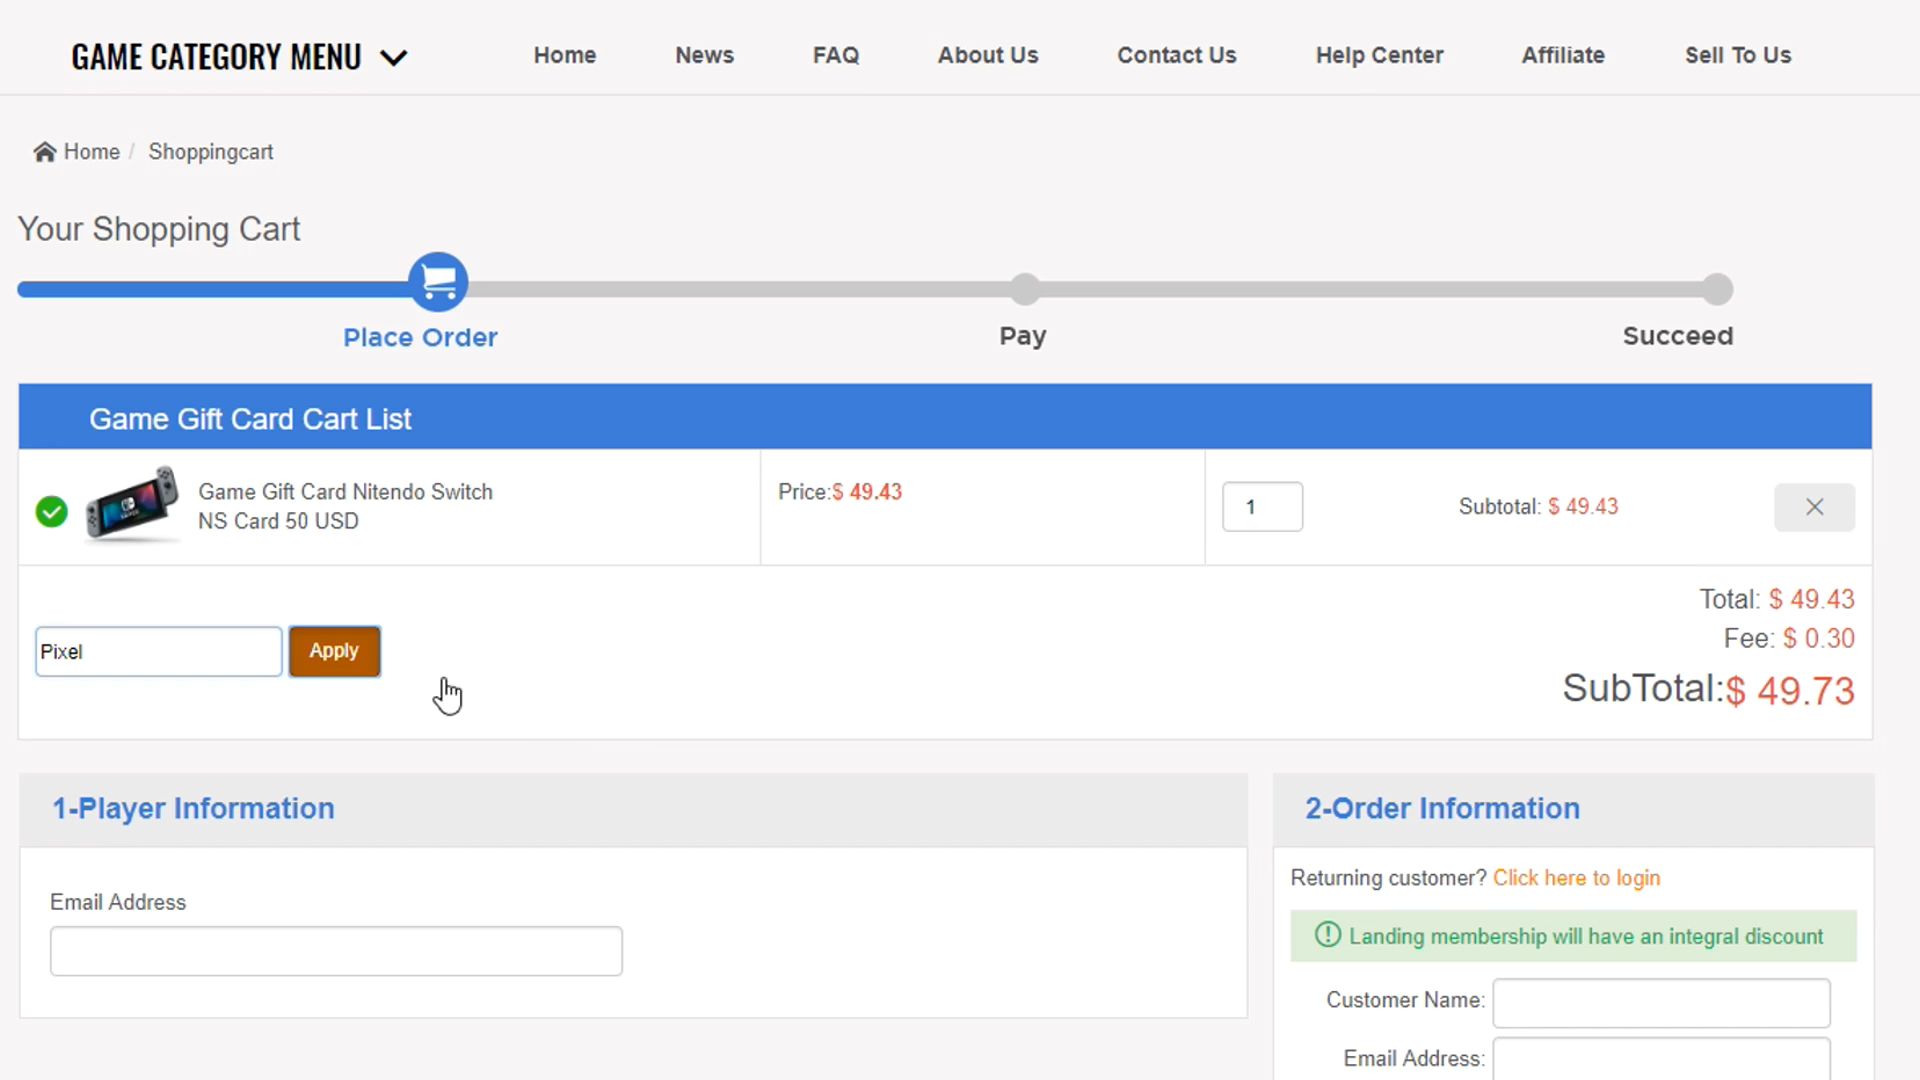 GAME CATEGORY MENU Home News FAQ About Us Contact Us Help Center Affiliate Sell To Us
Home / Shoppingcart
Your Shopping Cart
Place Order Pay Succeed
Game Gift Card Cart List
Game Gift Card Nitendo Switch
NS Card 50 USD
Price:$ 49.43
1
Subtotal: $ 49.43
Total: $ 49.43
Fee: $ 0.30
SubTotal:$ 49.73
Pixel Apply
1-Player Information
Email Address
2-Order Information
Returning customer? Click here to login
Landing membership will have an integral discount
Customer Name:
Email Address: